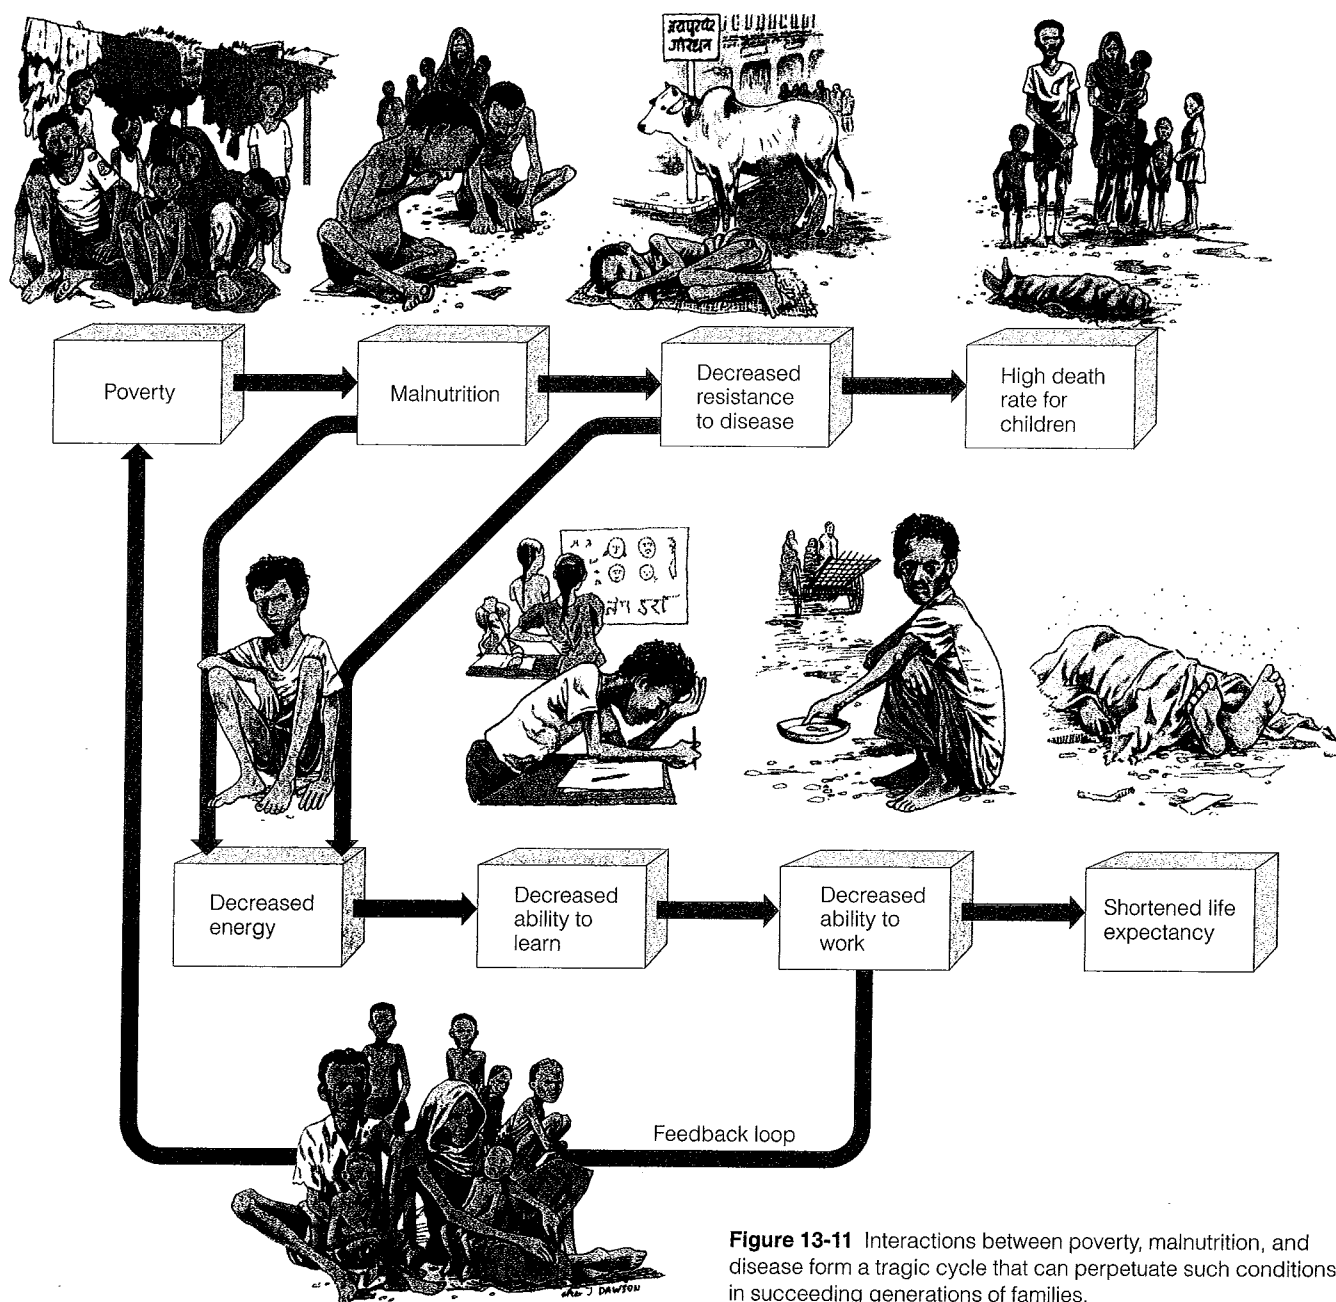 Poverty
Malnutrition
Decreased
resistance
to disease
High death
rate for
children
Decreased
energy
Decreased
ability to
learn
Decreased
ability to
work
Shortened life
expectancy
Feedback loop
J DAWSON
Figure 13-11 Interactions between poverty, malnutrition, and
disease form a tragic cycle that can perpetuate such conditions
in succeeding generations of families.